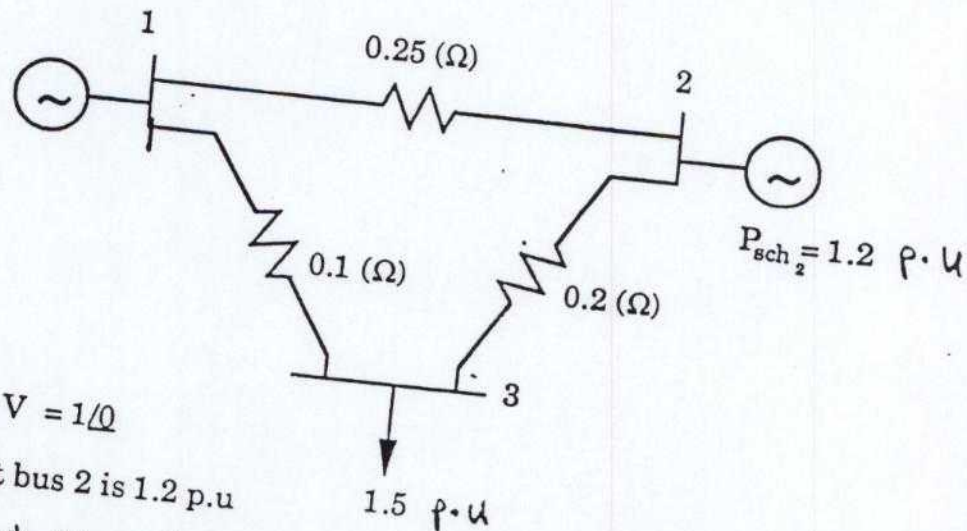 1
0.25 (Ω)
2
~
~
0.1 (Ω)
0.2 (Ω)
P_sch₂ = 1.2 p.u
3
V = 1/0
bus 2 is 1.2 p.u
1.5 p.u